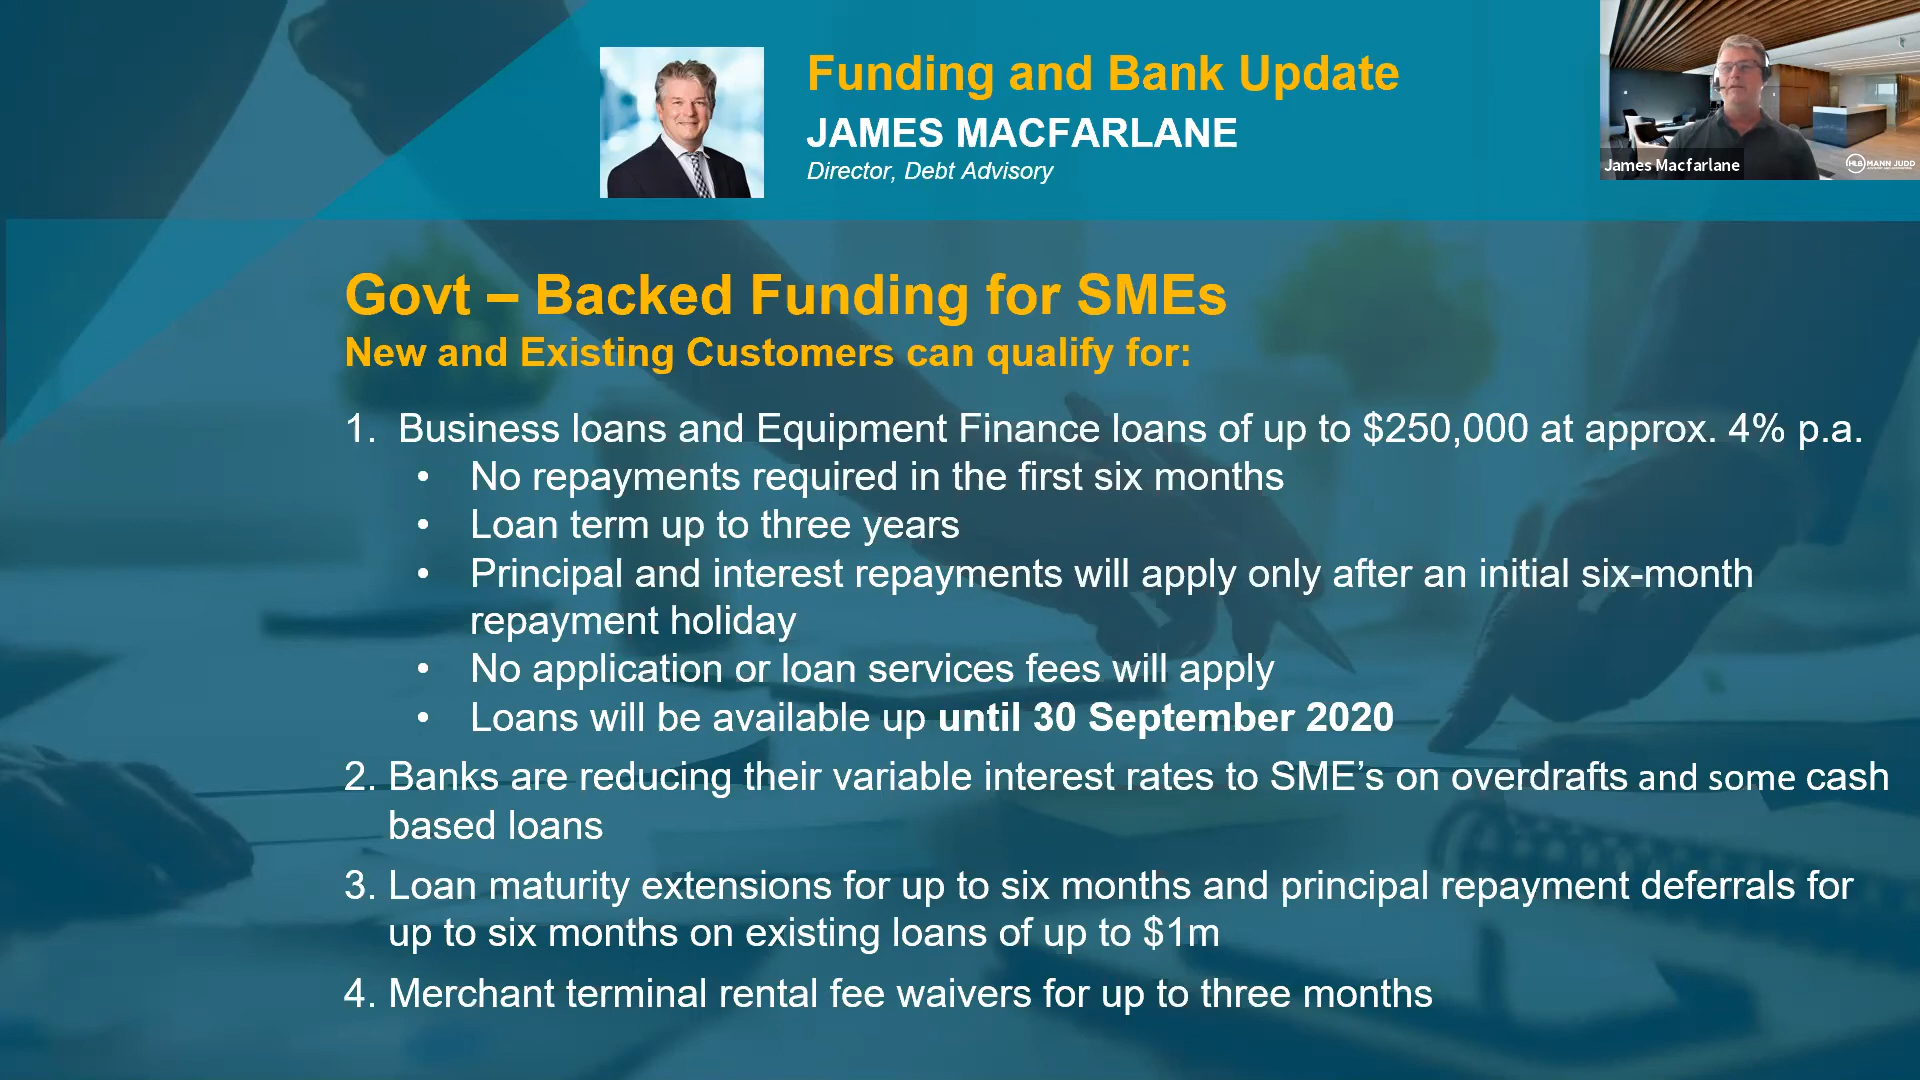 Funding and Bank Update
JAMES MACFARLANE
Director, Debt Advisory
James Macfarlane
HLB MANN JUDD
Govt – Backed Funding for SMEs
New and Existing Customers can qualify for:
1. Business loans and Equipment Finance loans of up to $250,000 at approx. 4% p.a.
• No repayments required in the first six months
• Loan term up to three years
• Principal and interest repayments will apply only after an initial six-month
repayment holiday
• No application or loan services fees will apply
• Loans will be available up until 30 September 2020
2. Banks are reducing their variable interest rates to SME’s on overdrafts and some cash
based loans
3. Loan maturity extensions for up to six months and principal repayment deferrals for
up to six months on existing loans of up to $1m
4. Merchant terminal rental fee waivers for up to three months